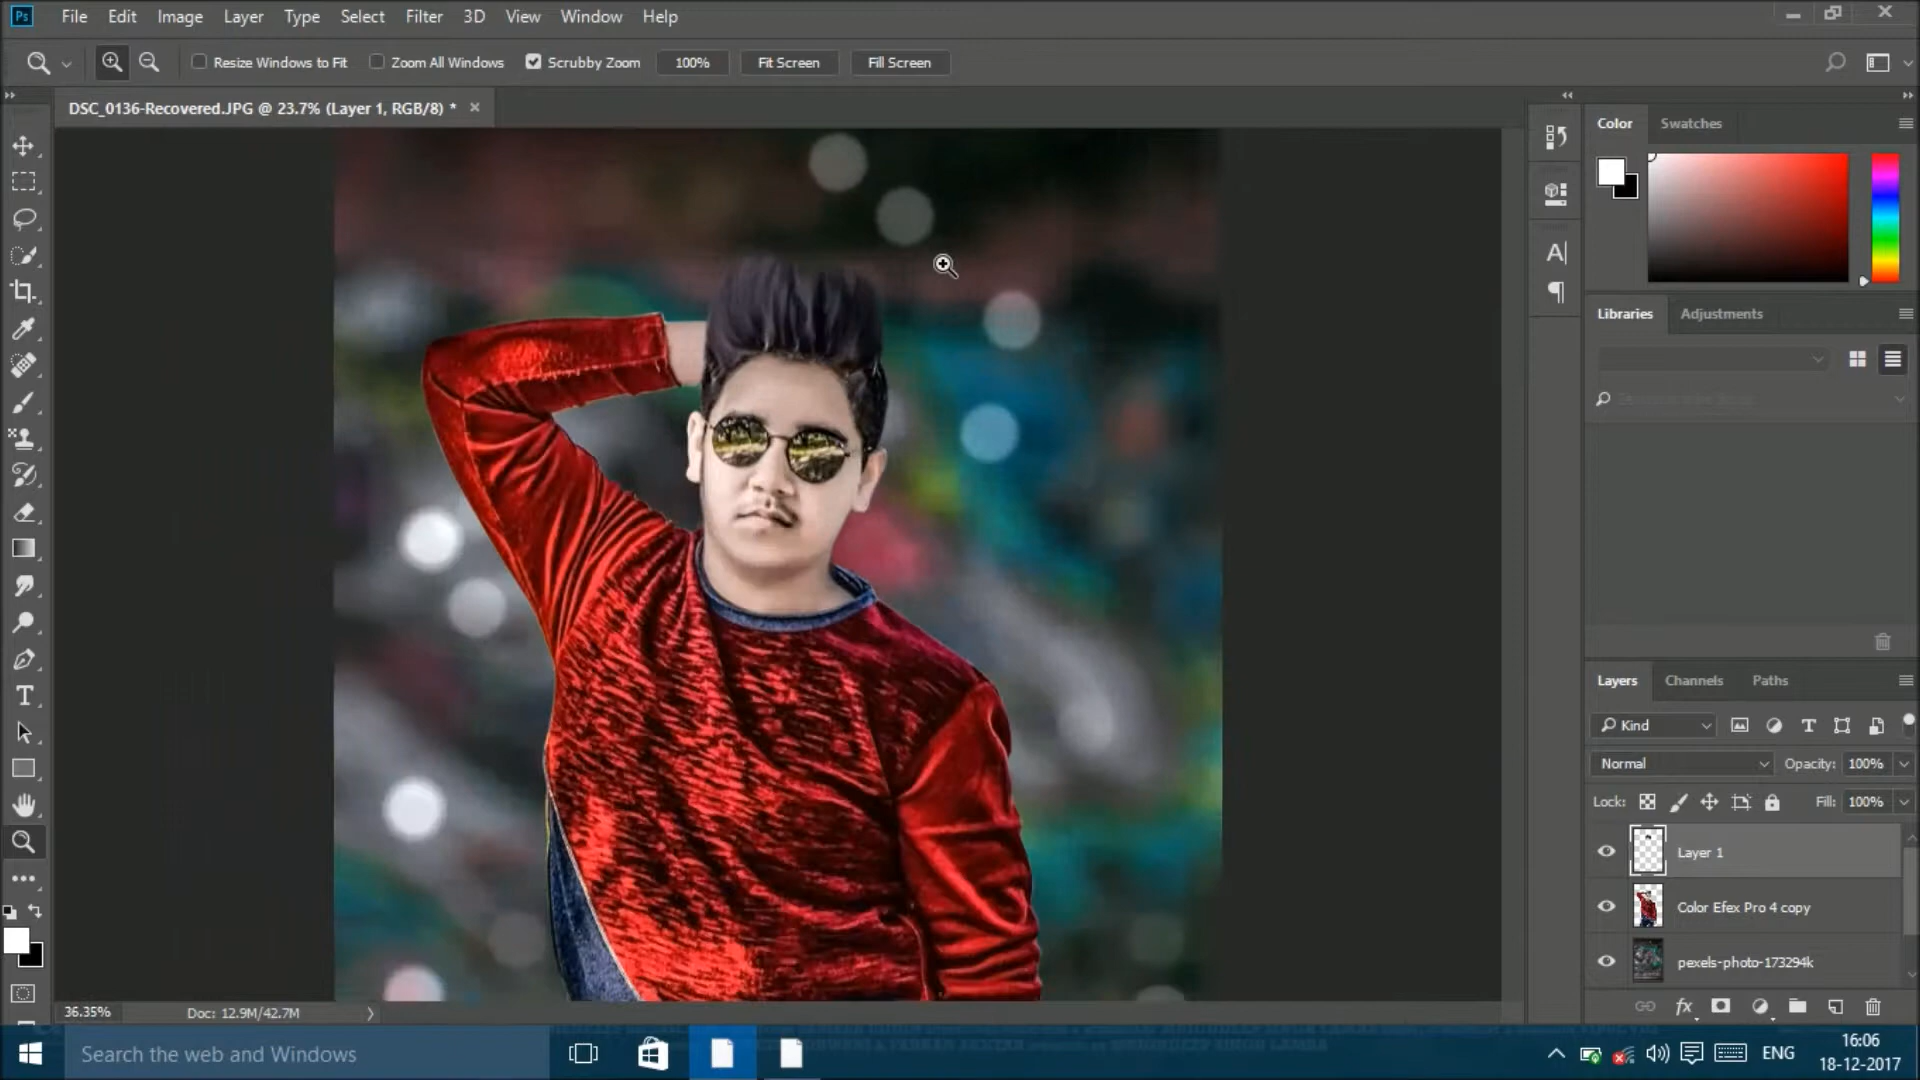 Ps File Edit Image Layer Type Select Filter 3D View Window Help
Resize Windows to Fit Zoom All Windows Scrubby Zoom 100% Fit Screen Fill Screen
DSC_0136-Recovered.JPG @ 23.7% (Layer 1, RGB/8) *
Color Swatches
Libraries Adjustments
Layers Channels Paths
Kind
Normal Opacity: 100%
Lock: Fill: 100%
Layer 1
Color Efex Pro 4 copy
pexels-photo-173294k
fx
36.35% Doc: 12.9M/42.7M
Search the web and Windows
ENG
16:06
18-12-2017